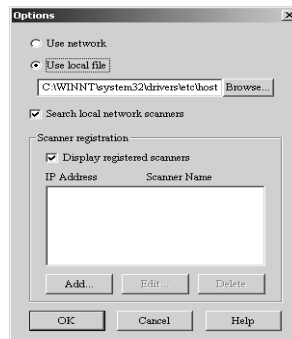 Options
Use network
Use local file
C:\WINNT\system32\drivers\etc\host Browse...
Search local network scanners
Scanner registration
Display registered scanners
IP Address Scanner Name
Add... Edit... Delete
OK Cancel Help